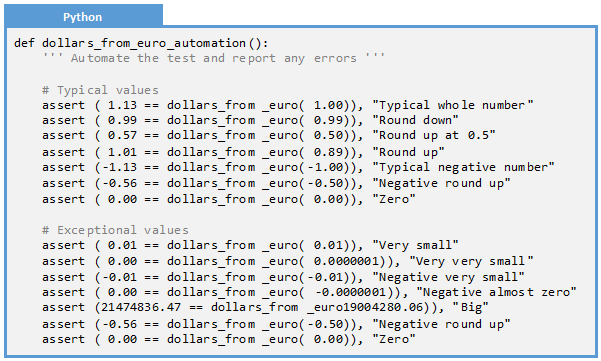 Python
def dollars_from_euro_automation():
    ''' Automate the test and report any errors '''
    # Typical values
    assert ( 1.13 == dollars_from _euro( 1.00)), "Typical whole number"
    assert ( 0.99 == dollars_from _euro( 0.99)), "Round down"
    assert ( 0.57 == dollars_from _euro( 0.50)), "Round up at 0.5"
    assert ( 1.01 == dollars_from _euro( 0.89)), "Round up"
    assert (-1.13 == dollars_from _euro(-1.00)), "Typical negative number"
    assert (-0.56 == dollars_from _euro(-0.50)), "Negative round up"
    assert ( 0.00 == dollars_from _euro( 0.00)), "Zero"
    # Exceptional values
    assert ( 0.01 == dollars_from _euro( 0.01)), "Very small"
    assert ( 0.00 == dollars_from _euro( 0.0000001)), "Very very small"
    assert (-0.01 == dollars_from _euro(-0.01)), "Negative very small"
    assert ( 0.00 == dollars_from _euro( -0.0000001)), "Negative almost zero"
    assert (21474836.47 == dollars_from _euro19004280.06)), "Big"
    assert (-0.56 == dollars_from _euro(-0.50)), "Negative round up"
    assert ( 0.00 == dollars_from _euro( 0.00)), "Zero"